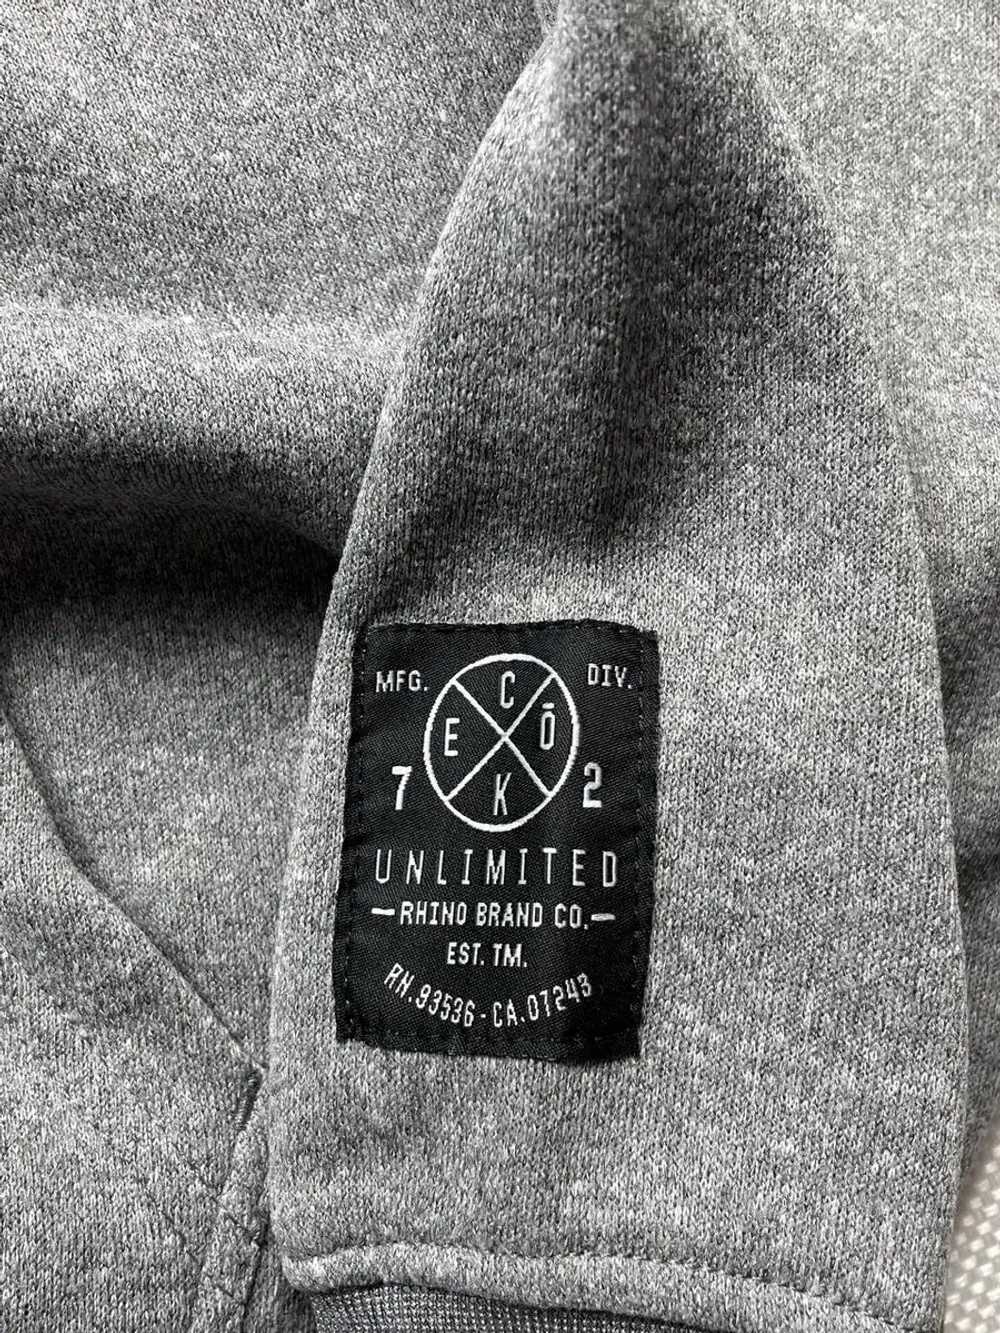 MFG. DIV.
C
E Ō
K
7 2
UNLIMITED
—RHINO BRAND CO.—
EST. TM.
RN.93536-CA.07243